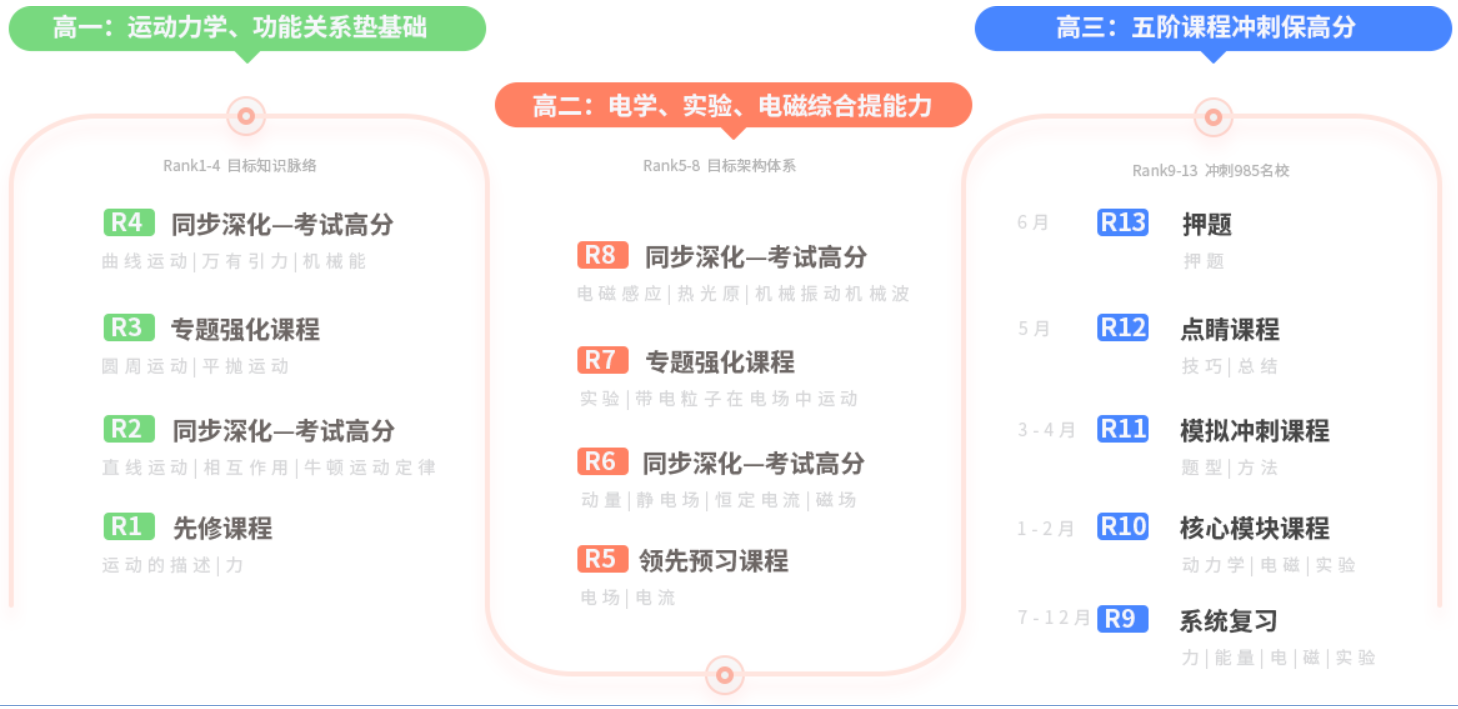 高一：运动力学、功能关系垫基础
Rank1-4 目标知识脉络
R4 同步深化—考试高分
曲线运动|万有引力|机械能
R3 专题强化课程
圆周运动|平抛运动
R2 同步深化—考试高分
直线运动|相互作用|牛顿运动定律
R1 先修课程
运动的描述|力
高二：电学、实验、电磁综合提能力
Rank5-8 目标架构体系
R8 同步深化—考试高分
电磁感应|热光原|机械振动机械波
R7 专题强化课程
实验|带电粒子在电场中运动
R6 同步深化—考试高分
动量|静电场|恒定电流|磁场
R5 领先预习课程
电场|电流
高三：五阶课程冲刺保高分
Rank9-13 冲刺985名校
6月 R13 押题
押题
5月 R12 点睛课程
技巧|总结
3-4月 R11 模拟冲刺课程
题型|方法
1-2月 R10 核心模块课程
动力学|电磁|实验
7-12月 R9 系统复习
力|能量|电|磁|实验